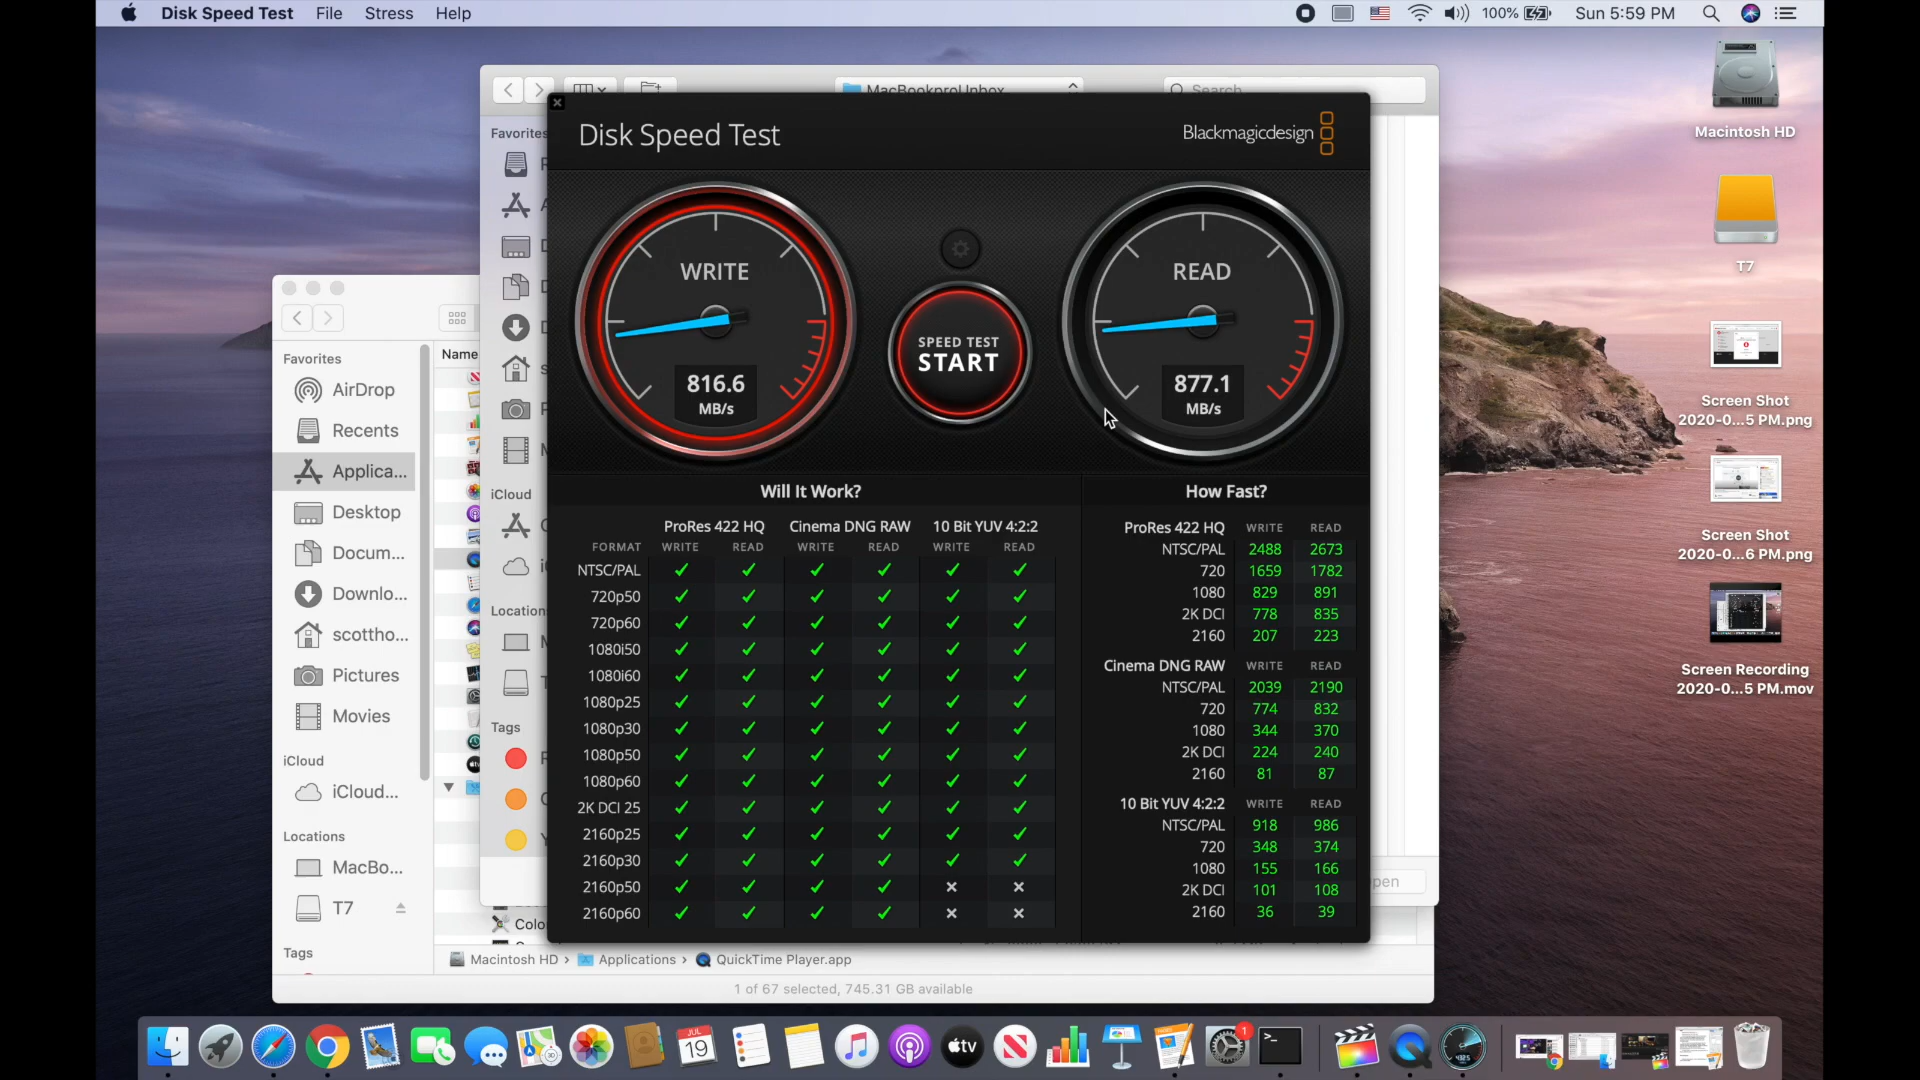 Disk Speed Test File Stress Help
100% Sun 5:59 PM
Macintosh HD
T7
Screen Shot
2020-0...5 PM.png
Screen Shot
2020-0...6 PM.png
Screen Recording
2020-0...5 PM.mov
MacBookproUnbox
Search
Favorites
iCloud
Locations
Tags
Name
Favorites
AirDrop
Recents
Applica...
Desktop
Docum...
Downlo...
scottho...
Pictures
Movies
iCloud
iCloud...
Locations
MacBo...
T7
Tags
Disk Speed Test
Blackmagicdesign
WRITE
816.6
MB/s
SPEED TEST
START
READ
877.1
MB/s
Will It Work?
ProRes 422 HQ Cinema DNG RAW 10 Bit YUV 4:2:2
FORMAT WRITE READ WRITE READ WRITE READ
NTSC/PAL ✓ ✓ ✓ ✓ ✓ ✓
720p50 ✓ ✓ ✓ ✓ ✓ ✓
720p60 ✓ ✓ ✓ ✓ ✓ ✓
1080i50 ✓ ✓ ✓ ✓ ✓ ✓
1080i60 ✓ ✓ ✓ ✓ ✓ ✓
1080p25 ✓ ✓ ✓ ✓ ✓ ✓
1080p30 ✓ ✓ ✓ ✓ ✓ ✓
1080p50 ✓ ✓ ✓ ✓ ✓ ✓
1080p60 ✓ ✓ ✓ ✓ ✓ ✓
2K DCI 25 ✓ ✓ ✓ ✓ ✓ ✓
2160p25 ✓ ✓ ✓ ✓ ✓ ✓
2160p30 ✓ ✓ ✓ ✓ ✓ ✓
2160p50 ✓ ✓ ✓ ✓ × ×
2160p60 ✓ ✓ ✓ ✓ × ×
How Fast?
ProRes 422 HQ WRITE READ
NTSC/PAL 2488 2673
720 1659 1782
1080 829 891
2K DCI 778 835
2160 207 223
Cinema DNG RAW WRITE READ
NTSC/PAL 2039 2190
720 774 832
1080 344 370
2K DCI 224 240
2160 81 87
10 Bit YUV 4:2:2 WRITE READ
NTSC/PAL 918 986
720 348 374
1080 155 166
2K DCI 101 108
2160 36 39
pen
Colo
Macintosh HD › Applications › QuickTime Player.app
1 of 67 selected, 745.31 GB available
JUL
19
tv
1